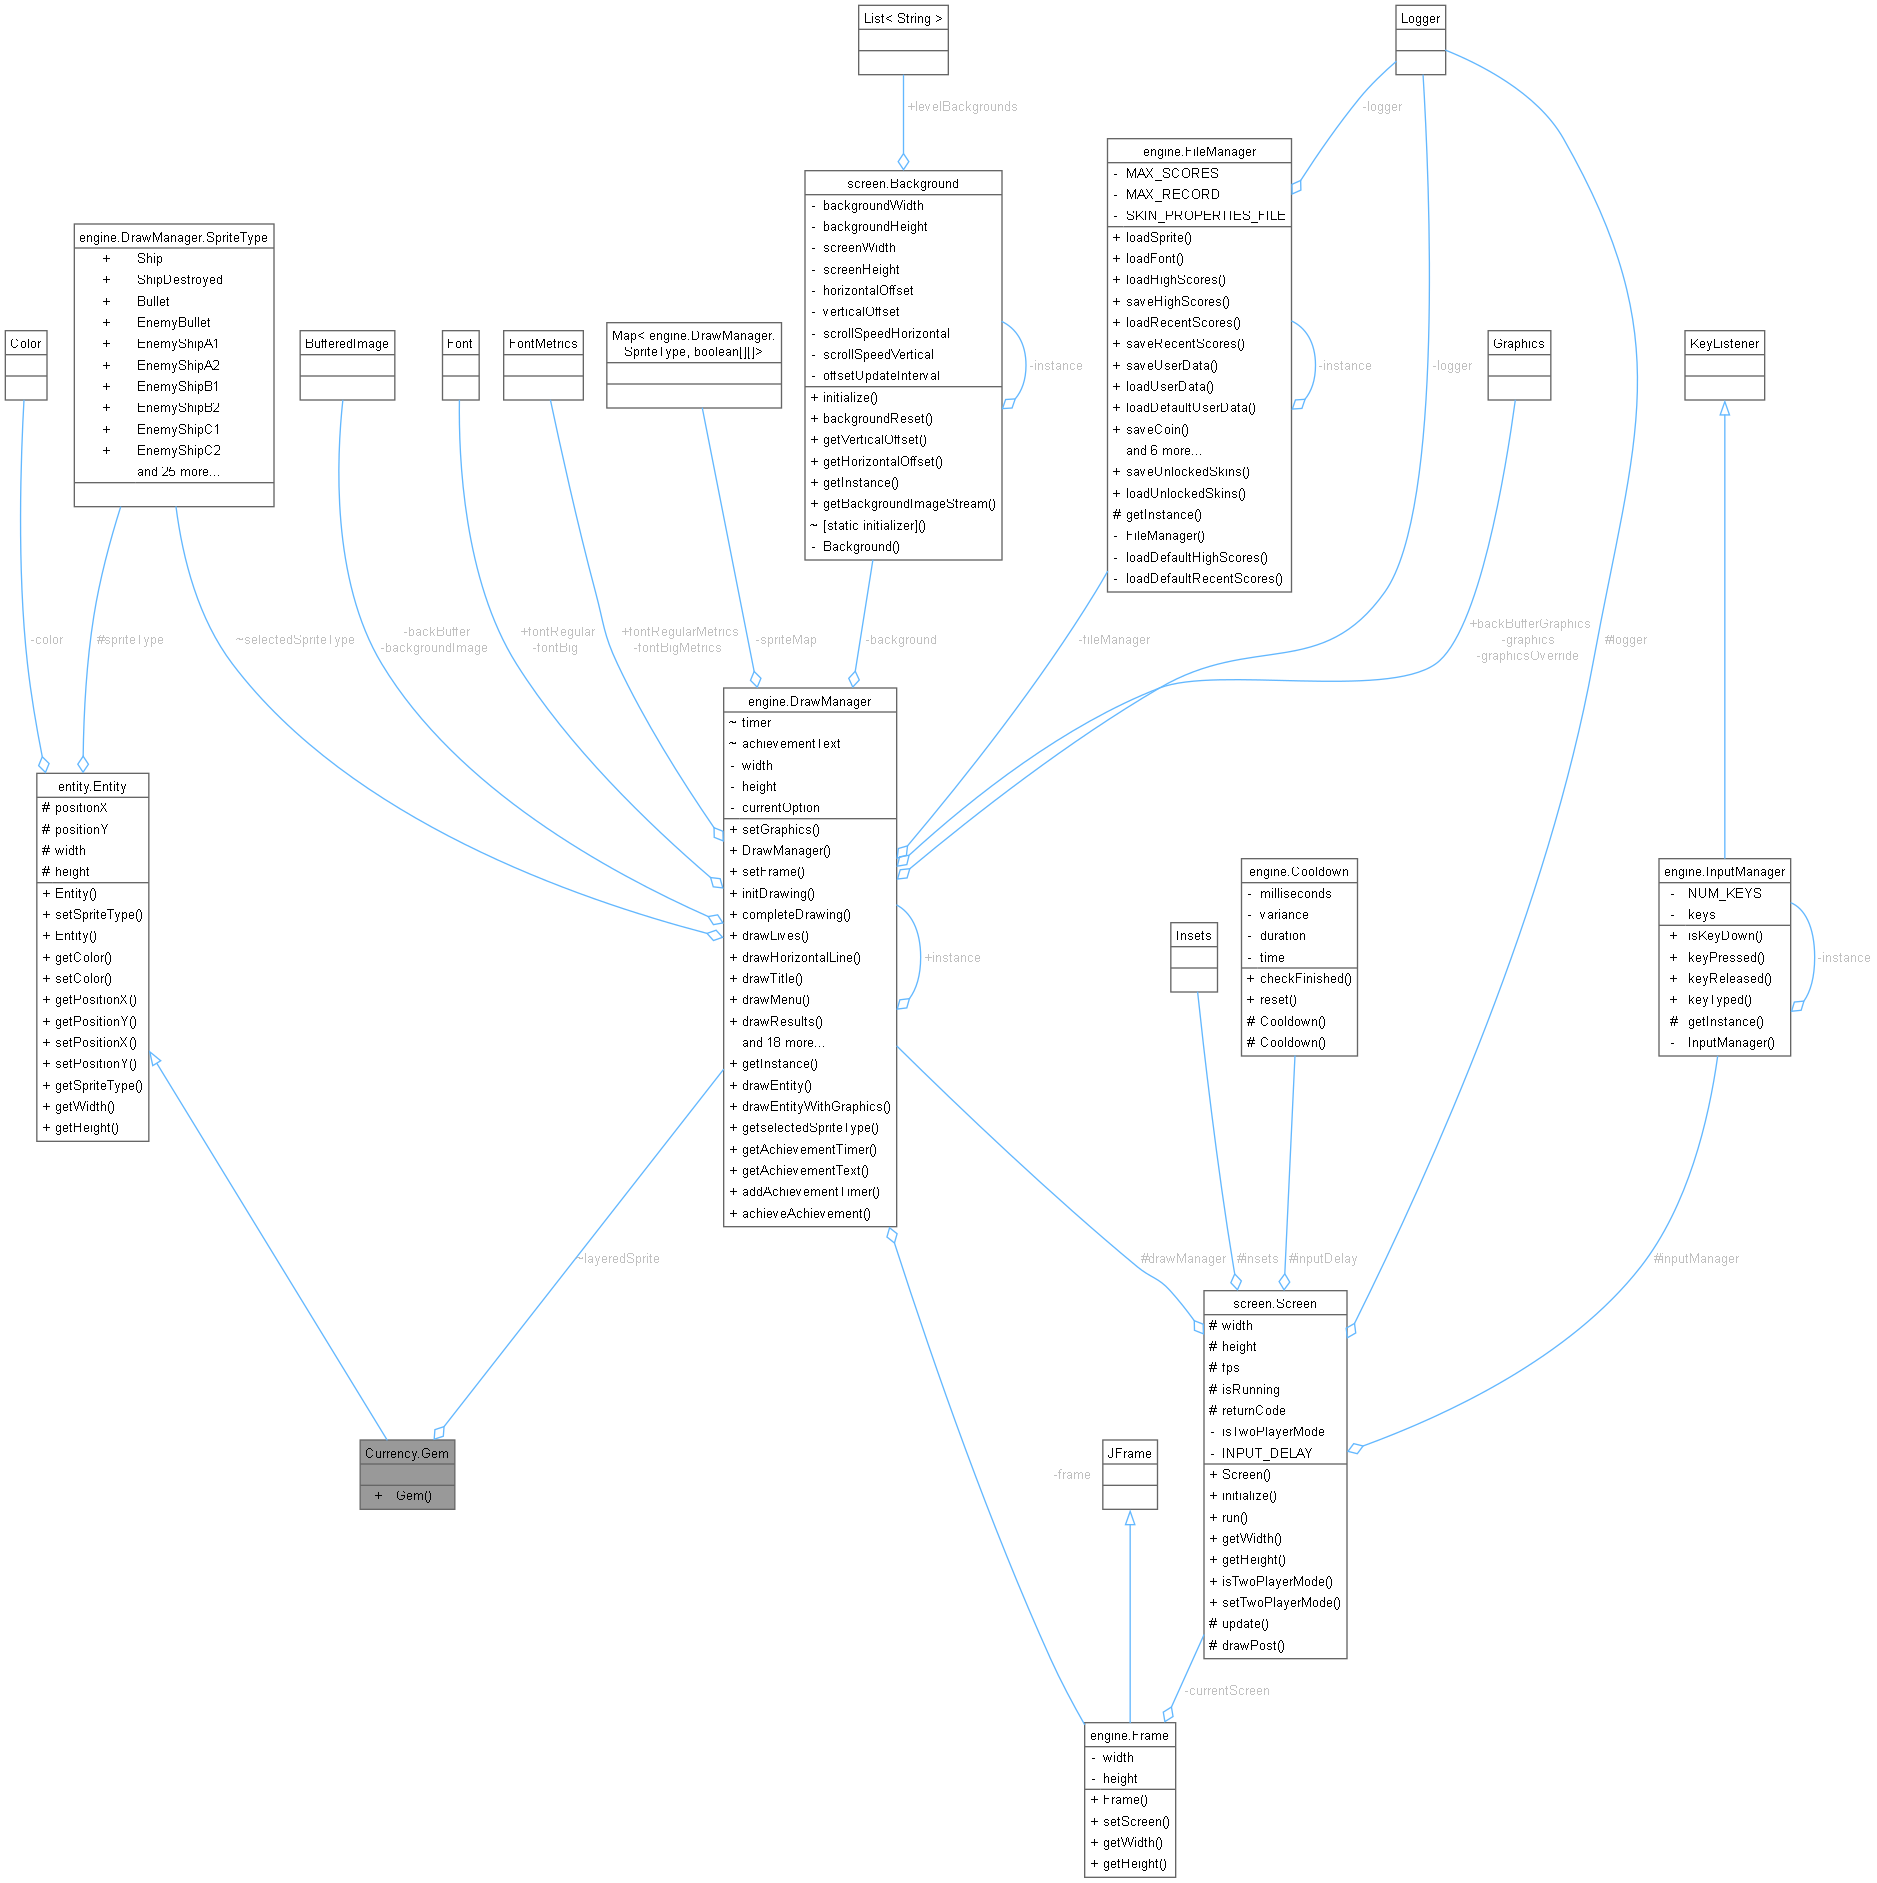 List< String >
Logger
+levelBackgrounds
-logger
engine.FileManager
- MAX_SCORES
- MAX_RECORD
- SKIN_PROPERTIES_FILE
+ loadSprite()
+ loadFont()
+ loadHighScores()
+ saveHighScores()
+ loadRecentScores()
+ saveRecentScores()
+ saveUserData()
+ loadUserData()
+ loadDefaultUserData()
+ saveCoin()
and 6 more...
+ saveUnlockedSkins()
+ loadUnlockedSkins()
# getInstance()
- FileManager()
- loadDefaultHighScores()
- loadDefaultRecentScores()
-instance
screen.Background
- backgroundWidth
- backgroundHeight
- screenWidth
- screenHeight
- horizontalOffset
- verticalOffset
- scrollSpeedHorizontal
- scrollSpeedVertical
- offsetUpdateInterval
+ initialize()
+ backgroundReset()
+ getVerticalOffset()
+ getHorizontalOffset()
+ getInstance()
+ getBackgroundImageStream()
~ [static initializer]()
- Background()
-instance
engine.DrawManager.SpriteType
+ Ship
+ ShipDestroyed
+ Bullet
+ EnemyBullet
+ EnemyShipA1
+ EnemyShipA2
+ EnemyShipB1
+ EnemyShipB2
+ EnemyShipC1
+ EnemyShipC2
and 25 more...
Color
BufferedImage
Font
FontMetrics
Map< engine.DrawManager.
SpriteType, boolean[][]>
-logger
Graphics
KeyListener
-color
#spriteType
~selectedSpriteType
-backBuffer
-backgroundImage
+fontRegular
-fontBig
+fontRegularMetrics
-fontBigMetrics
-spriteMap
-background
-fileManager
+backBufferGraphics
-graphics
-graphicsOverride
#logger
engine.DrawManager
~ timer
~ achievementText
- width
- height
- currentOption
+ setGraphics()
+ DrawManager()
+ setFrame()
+ initDrawing()
+ completeDrawing()
+ drawLives()
+ drawHorizontalLine()
+ drawTitle()
+ drawMenu()
+ drawResults()
and 18 more...
+ getInstance()
+ drawEntity()
+ drawEntityWithGraphics()
+ getselectedSpriteType()
+ getAchievementTimer()
+ getAchievementText()
+ addAchievementTimer()
+ achieveAchievement()
+instance
entity.Entity
# positionX
# positionY
# width
# height
+ Entity()
+ setSpriteType()
+ Entity()
+ getColor()
+ setColor()
+ getPositionX()
+ getPositionY()
+ setPositionX()
+ setPositionY()
+ getSpriteType()
+ getWidth()
+ getHeight()
Insets
engine.Cooldown
- milliseconds
- variance
- duration
- time
+ checkFinished()
+ reset()
# Cooldown()
# Cooldown()
engine.InputManager
- NUM_KEYS
- keys
+ isKeyDown()
+ keyPressed()
+ keyReleased()
+ keyTyped()
# getInstance()
- InputManager()
-instance
~layeredSprite
#drawManager
#insets
#inputDelay
#inputManager
screen.Screen
# width
# height
# fps
# isRunning
# returnCode
- isTwoPlayerMode
- INPUT_DELAY
+ Screen()
+ initialize()
+ run()
+ getWidth()
+ getHeight()
+ isTwoPlayerMode()
+ setTwoPlayerMode()
# update()
# drawPost()
Currency.Gem
+ Gem()
-frame
JFrame
-currentScreen
engine.Frame
- width
- height
+ Frame()
+ setScreen()
+ getWidth()
+ getHeight()